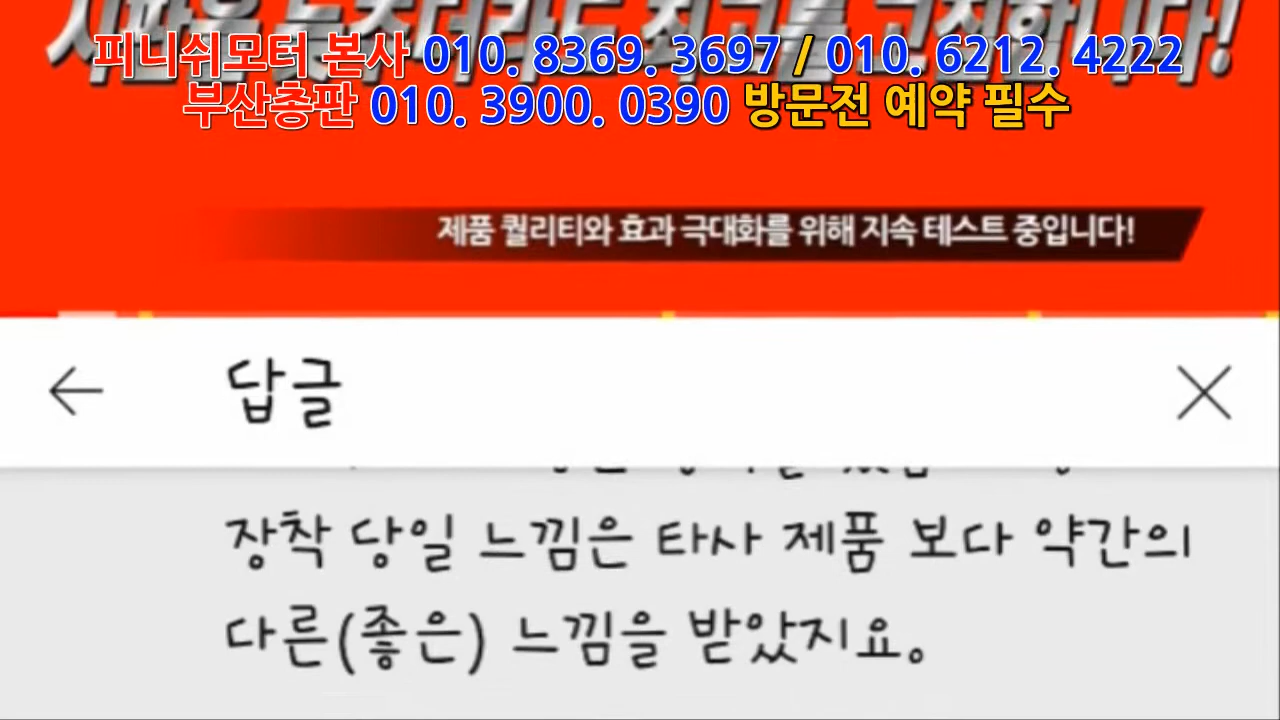 피니쉬모터 본사 010. 8369. 3697 / 010. 6212. 4222
부산총판 010. 3900. 0390 방문전 예약 필수
제품 퀄리티와 효과 극대화를 위해 지속 테스트 중입니다!
답글
장착 당일 느낌은 타사 제품 보다 약간의
다른(좋은) 느낌을 받았지요.